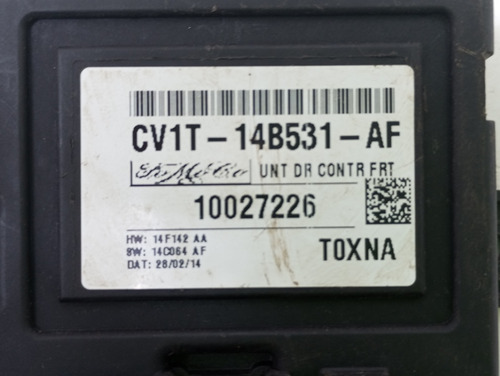 CV1T-14B531-AF
FoMoCo UNT DR CONTR FRT
10027226
HW: 14F142 AA
SW: 14C064 AF
DAT: 28/02/14
TOXNA